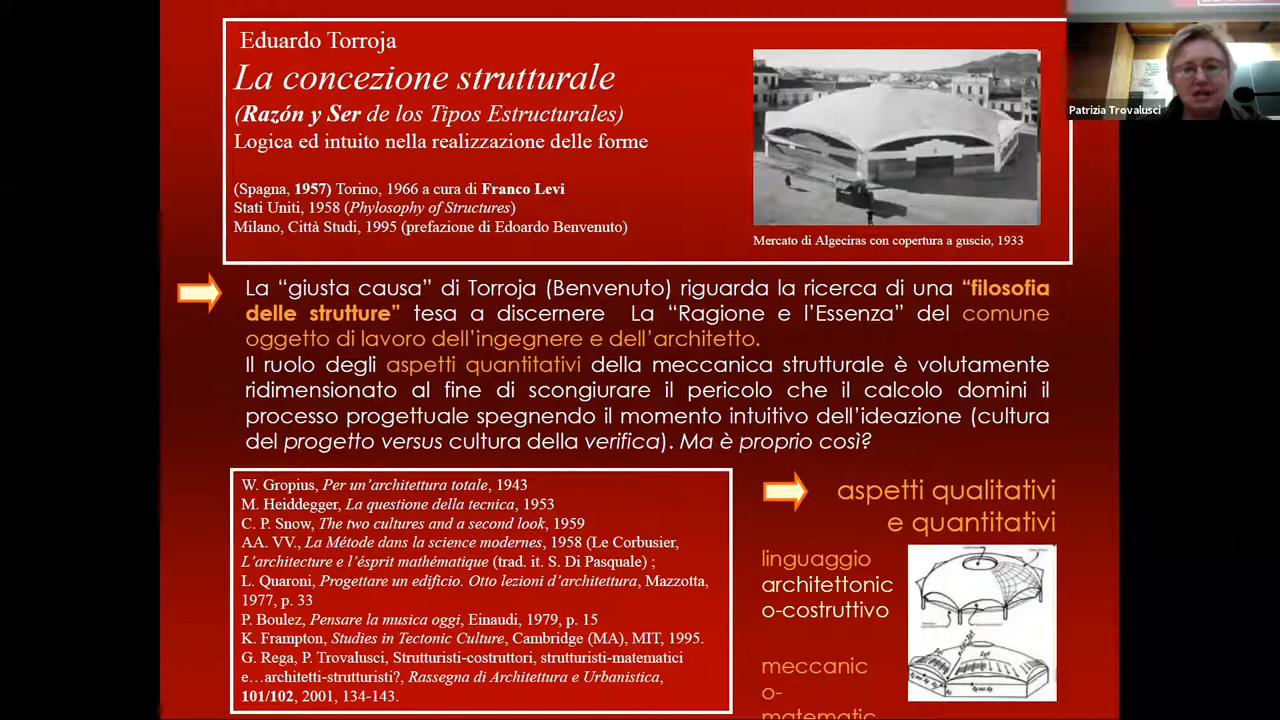 Eduardo Torroja
La concezione strutturale
(Razón y Ser de los Tipos Estructurales)
Logica ed intuito nella realizzazione delle forme
(Spagna, 1957) Torino, 1966 a cura di Franco Levi
Stati Uniti, 1958 (Phylosophy of Structures)
Milano, Città Studi, 1995 (prefazione di Edoardo Benvenuto)
Mercato di Algeciras con copertura a guscio, 1933
Patrizia Trovalusci
La “giusta causa” di Torroja (Benvenuto) riguarda la ricerca di una “filosofia
delle strutture” tesa a discernere La “Ragione e l’Essenza” del comune
oggetto di lavoro dell’ingegnere e dell’architetto.
Il ruolo degli aspetti quantitativi della meccanica strutturale è volutamente
ridimensionato al fine di scongiurare il pericolo che il calcolo domini il
processo progettuale spegnendo il momento intuitivo dell’ideazione (cultura
del progetto versus cultura della verifica). Ma è proprio così?
W. Gropius, Per un’architettura totale, 1943
M. Heiddegger, La questione della tecnica, 1953
C. P. Snow, The two cultures and a second look, 1959
AA. VV., La Métode dans la science modernes, 1958 (Le Corbusier,
L’architecture e l’ésprit mathématique (trad. it. S. Di Pasquale) ;
L. Quaroni, Progettare un edificio. Otto lezioni d’architettura, Mazzotta,
1977, p. 33
P. Boulez, Pensare la musica oggi, Einaudi, 1979, p. 15
K. Frampton, Studies in Tectonic Culture, Cambridge (MA), MIT, 1995.
G. Rega, P. Trovalusci, Strutturisti-costruttori, strutturisti-matematici
e…architetti-strutturisti?, Rassegna di Architettura e Urbanistica,
101/102, 2001, 134-143.
aspetti qualitativi
e quantitativi
linguaggio
architettonic
o-costruttivo
meccanic
o-
matematic